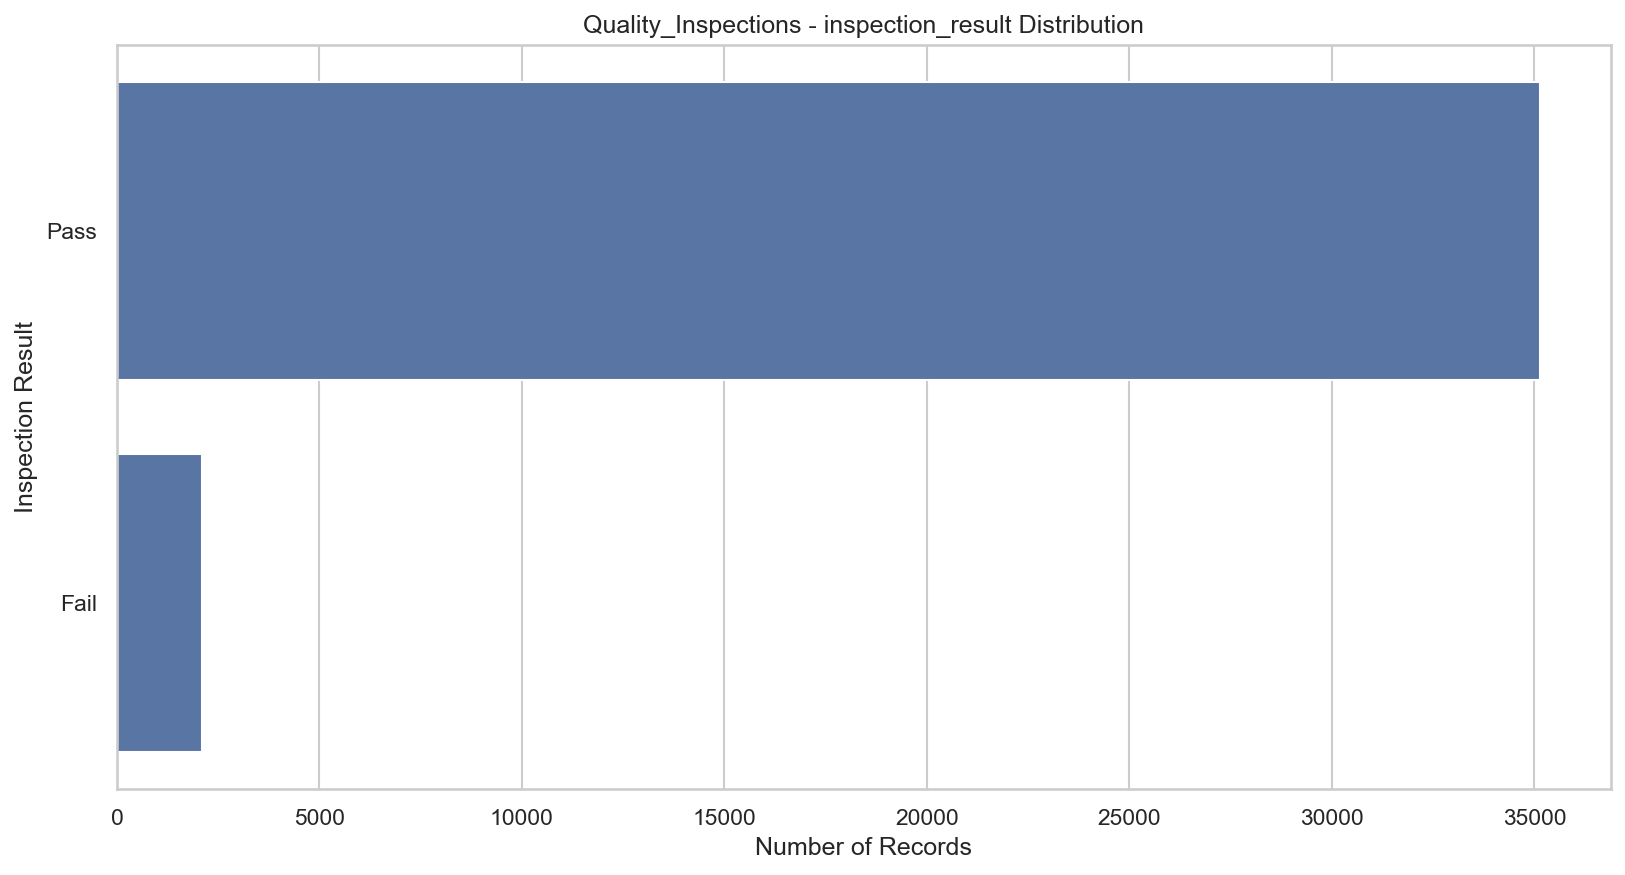 Quality_Inspections - inspection_result Distribution
Inspection Result
Pass
Fail
0 5000 10000 15000 20000 25000 30000 35000
Number of Records